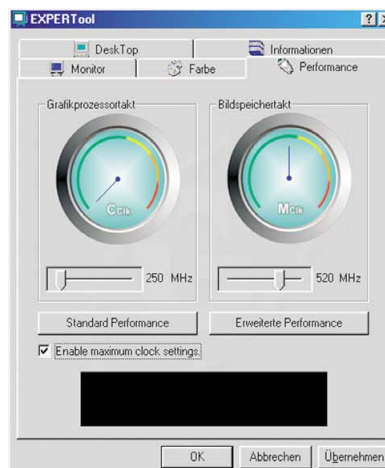 EXPERTool
DeskTop
Informationen
Monitor
Farbe
Performance
Grafikprozessortakt
Bildspeichertakt
CClk
MClk
250 MHz
520 MHz
Standard Performance
Erweiterte Performance
Enable maximum clock settings.
OK
Abbrechen
Übernehmen